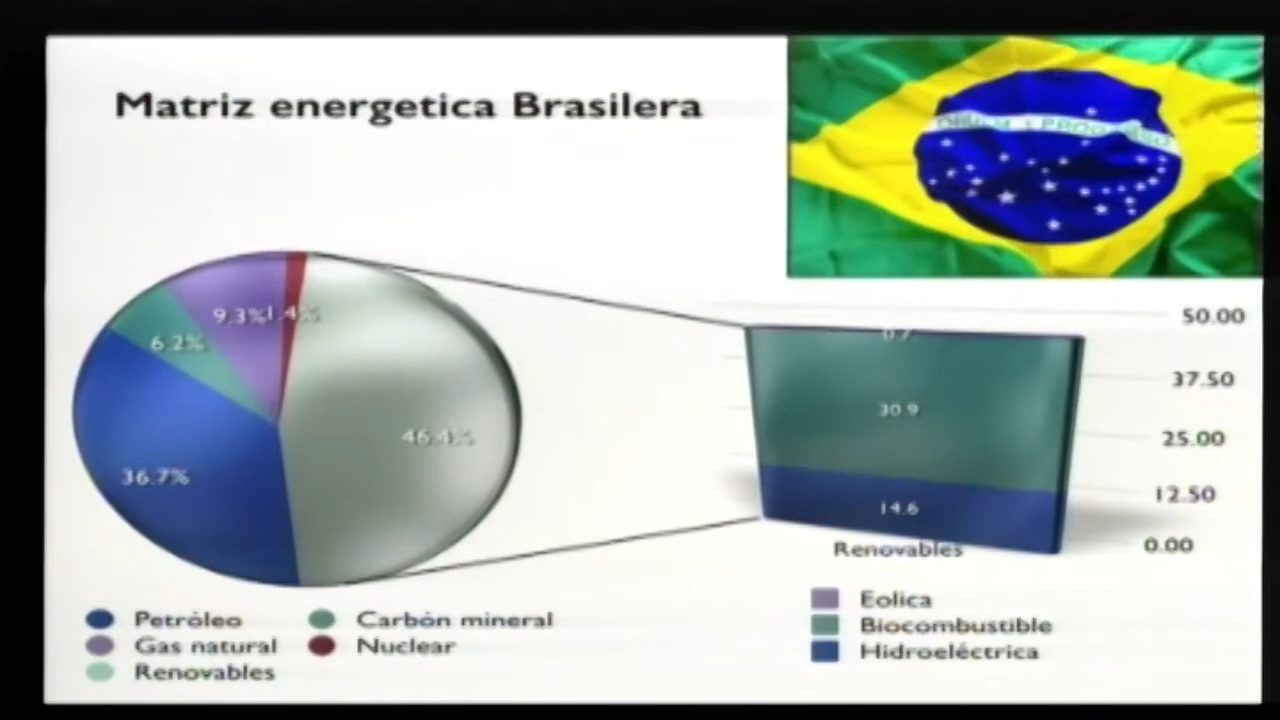 Matriz energetica Brasilera
9.3%
1.4%
6.2%
46.4%
36.7%
Petróleo
Carbón mineral
Gas natural
Nuclear
Renovables
50.00
37.50
25.00
12.50
0.00
0.7
30.9
14.6
Renovables
Eolica
Biocombustible
Hidroeléctrica